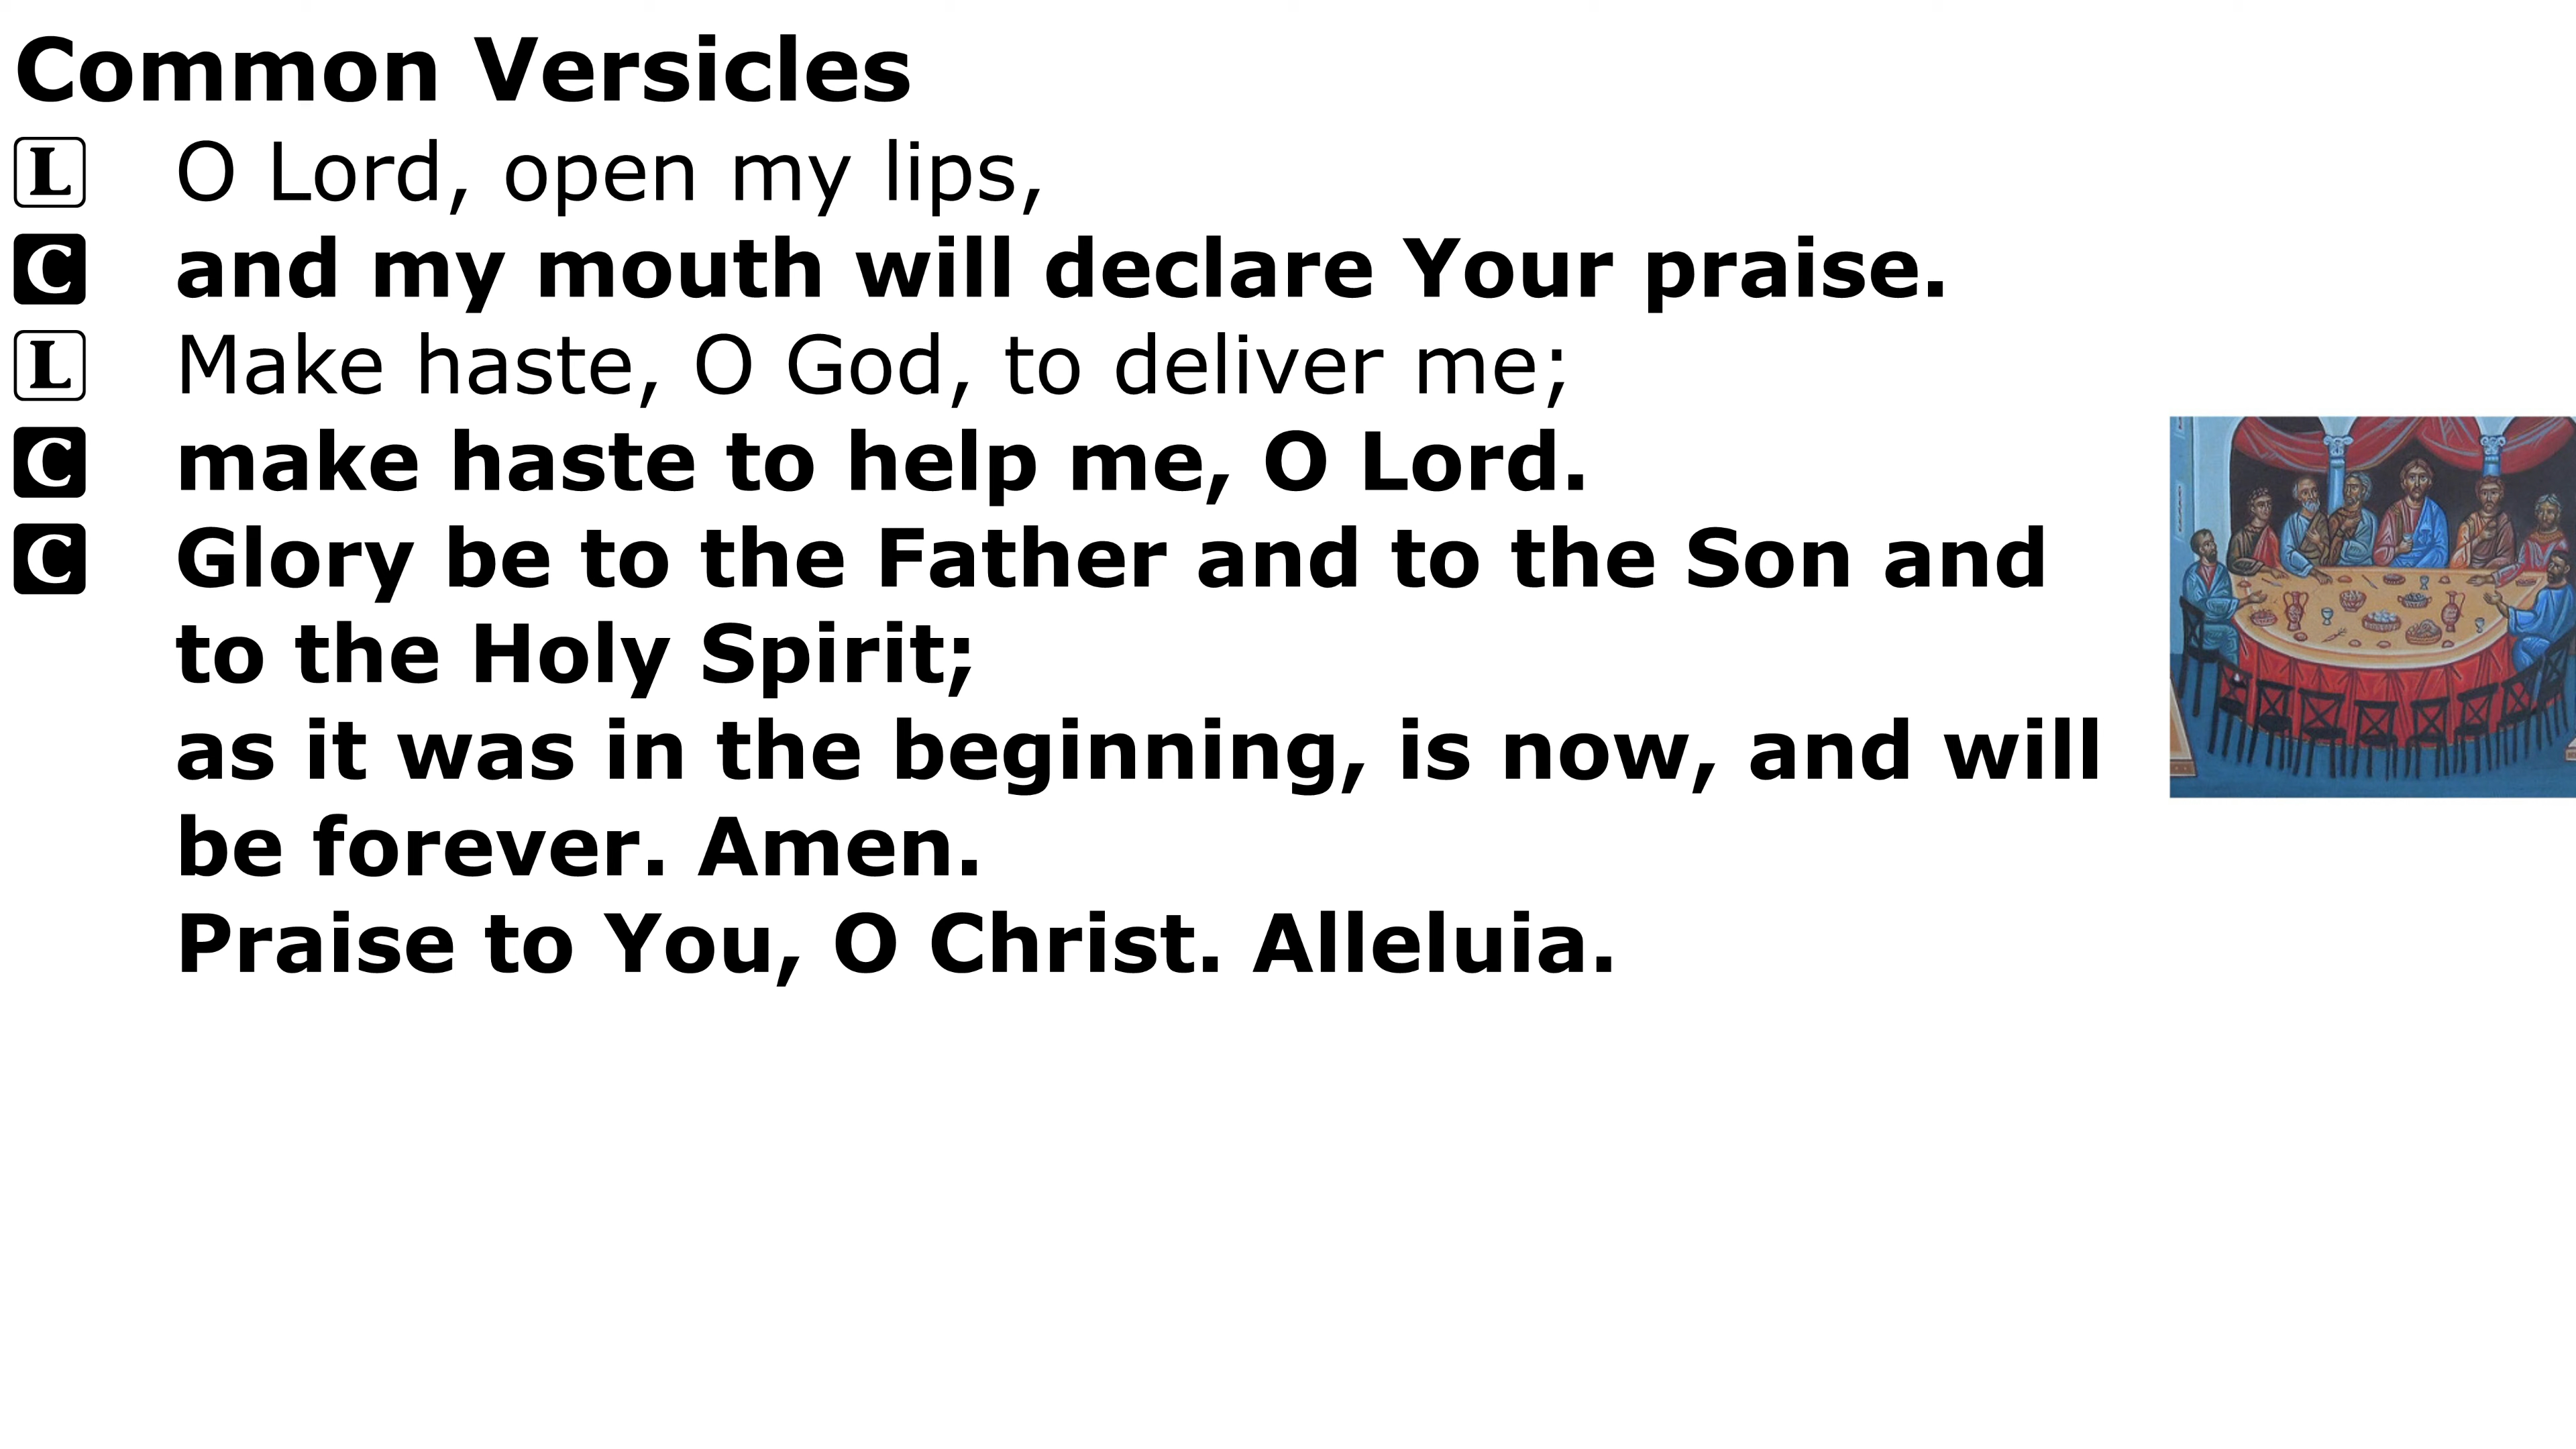 Common Versicles
L O Lord, open my lips,
C and my mouth will declare Your praise.
L Make haste, O God, to deliver me;
C make haste to help me, O Lord.
C Glory be to the Father and to the Son and
to the Holy Spirit;
as it was in the beginning, is now, and will
be forever. Amen.
Praise to You, O Christ. Alleluia.